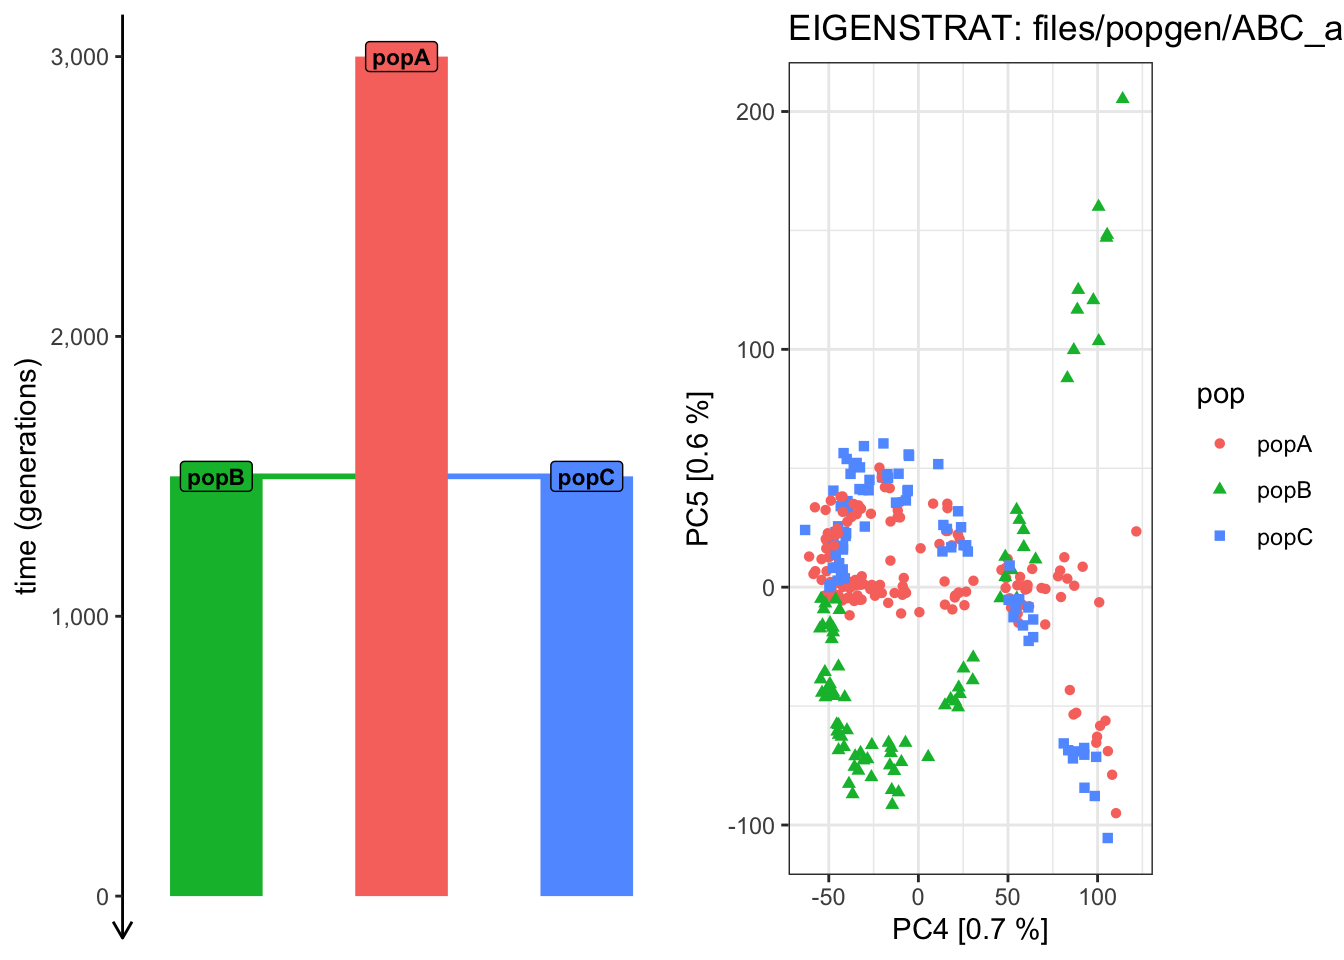 time (generations)
3,000
2,000
1,000
0
popA
popB
popC
EIGENSTRAT: files/popgen/ABC_a
PC5 [0.6 %]
200
100
0
-100
-50
0
50
100
PC4 [0.7 %]
pop
popA
popB
popC